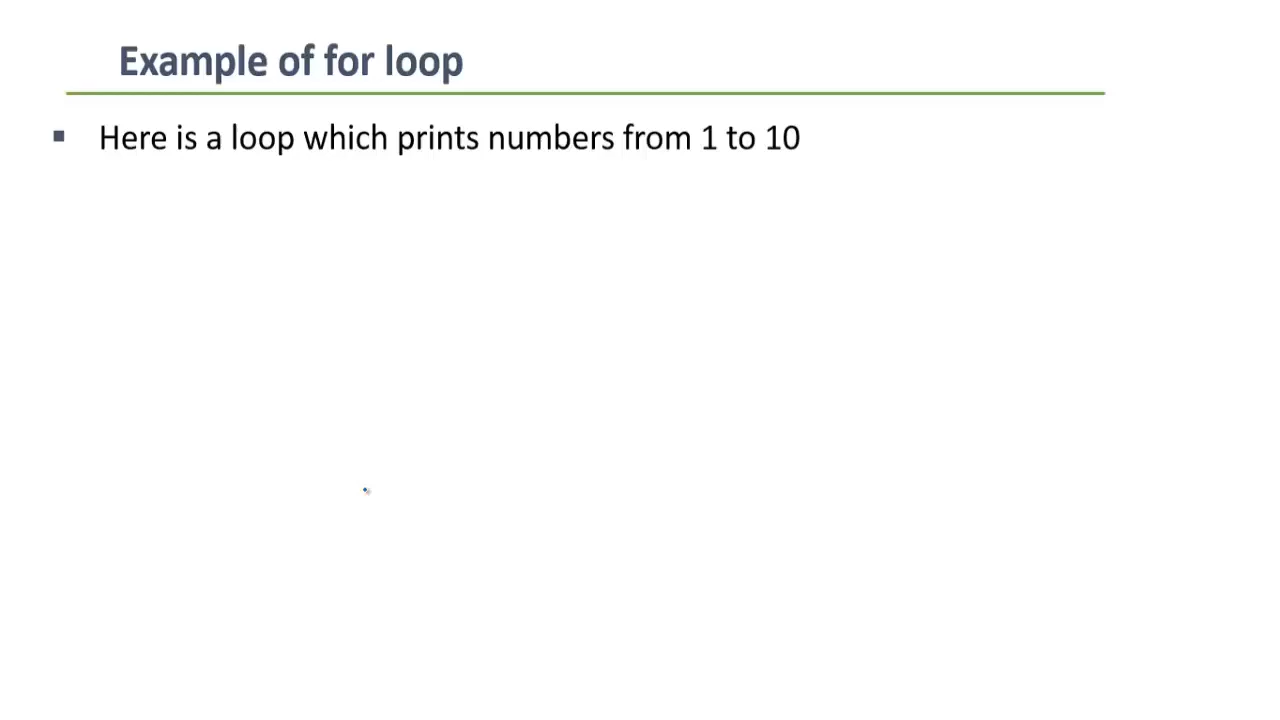 Example of for loop
Here is a loop which prints numbers from 1 to 10